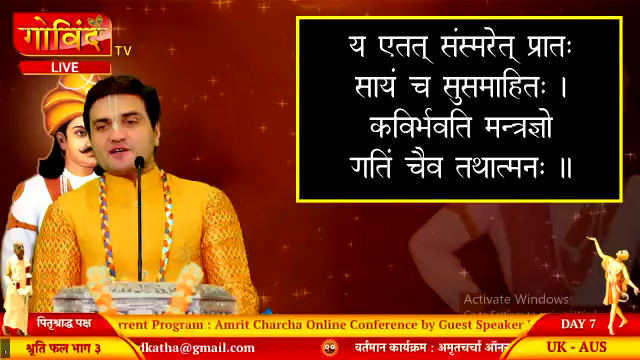 गोविंद
TV
LIVE
य एतत् संस्मरेत् प्रातः
सायं च सुसमाहितः ।
कविर्भवति मन्त्रज्ञो
गतिं चैव तथात्मनः ॥
Activate Windows
पितृश्राद्ध पक्ष
urrent Program : Amrit Charcha Online Conference by Guest Speaker
DAY 7
श्रृति फल भाग ३
dkatha@gmail.com
वर्तमान कार्यक्रम : अमृतचर्चा ऑन
UK - AUS